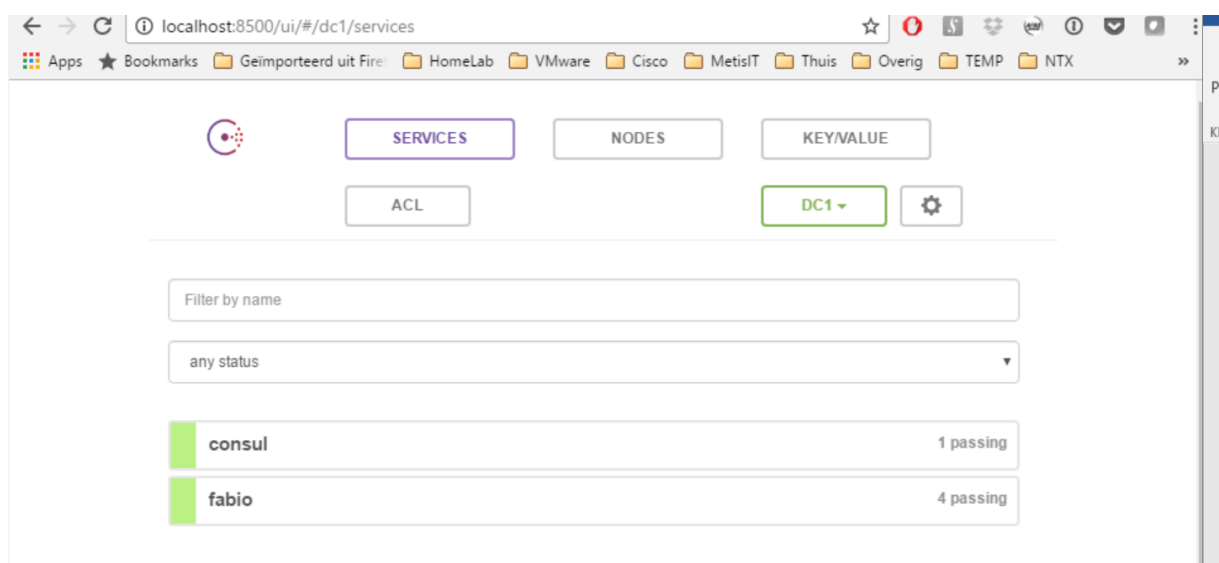 localhost:8500/ui/#/dc1/services
Apps Bookmarks Geïmporteerd uit Firef HomeLab VMware Cisco MetisIT Thuis Overig TEMP NTX »
SERVICES NODES KEY/VALUE
ACL DC1
Filter by name
any status
consul 1 passing
fabio 4 passing